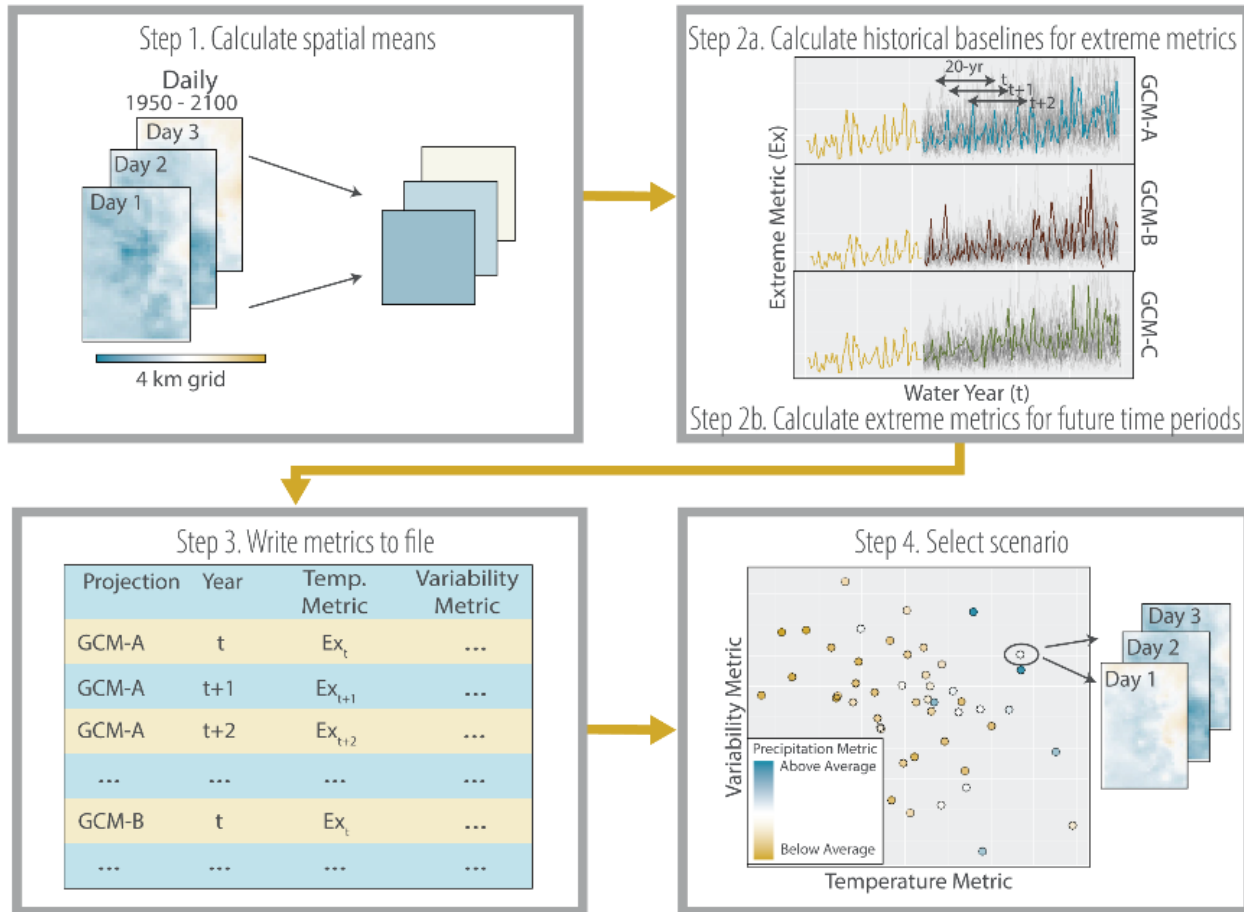 Step 1. Calculate spatial means
Daily
1950 - 2100
Day 3
Day 2
Day 1
4 km grid
Step 2a. Calculate historical baselines for extreme metrics
20-yr
t
t+1
t+2
GCM-A
GCM-B
GCM-C
Extreme Metric (Ex)
Water Year (t)
Step 2b. Calculate extreme metrics for future time periods
Step 3. Write metrics to file
Projection Year Temp. Metric Variability Metric
GCM-A t Exₜ ...
GCM-A t+1 Exₜ₊₁ ...
GCM-A t+2 Exₜ₊₂ ...
... ... ... ...
GCM-B t Exₜ ...
... ... ... ...
Step 4. Select scenario
Variability Metric
Precipitation Metric
Above Average
Below Average
Temperature Metric
Day 3
Day 2
Day 1